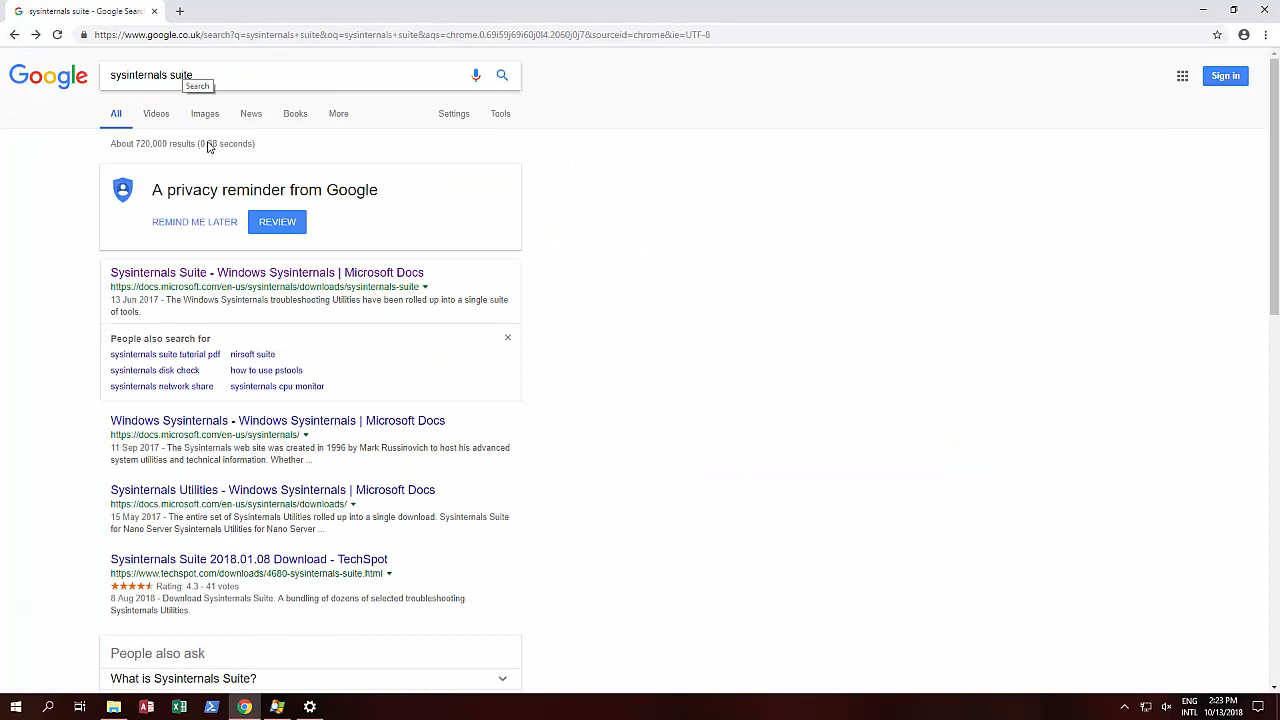 sysinternals suite - Google Searc
https://www.google.co.uk/search?q=sysinternals+suite&oq=sysinternals+suite&aqs=chrome.0.69i59j69i60j0l4.2060j0j7&sourceid=chrome&ie=UTF-8
Google
sysinternals suite
Search
Sign in
All Videos Images News Books More Settings Tools
About 720,000 results seconds)
A privacy reminder from Google
REMIND ME LATER REVIEW
Sysinternals Suite - Windows Sysinternals | Microsoft Docs
https://docs.microsoft.com/en-us/sysinternals/downloads/sysinternals-suite
13 Jun 2017 - The Windows Sysinternals troubleshooting Utilities have been rolled up into a single suite
of tools.
People also search for
sysinternals suite tutorial pdf nirsoft suite
sysinternals disk check how to use pstools
sysinternals network share sysinternals cpu monitor
Windows Sysinternals - Windows Sysinternals | Microsoft Docs
https://docs.microsoft.com/en-us/sysinternals/
11 Sep 2017 - The Sysinternals web site was created in 1996 by Mark Russinovich to host his advanced
system utilities and technical information. Whether ...
Sysinternals Utilities - Windows Sysinternals | Microsoft Docs
https://docs.microsoft.com/en-us/sysinternals/downloads/
15 May 2017 - The entire set of Sysinternals Utilities rolled up into a single download. Sysinternals Suite
for Nano Server Sysinternals Utilities for Nano Server ...
Sysinternals Suite 2018.01.08 Download - TechSpot
https://www.techspot.com/downloads/4680-sysinternals-suite.html
Rating: 4.3 - 41 votes
8 Aug 2018 - Download Sysinternals Suite. A bundling of dozens of selected troubleshooting
Sysinternals Utilities.
People also ask
What is Sysinternals Suite?
ENG 2:23 PM
INTL 10/13/2018